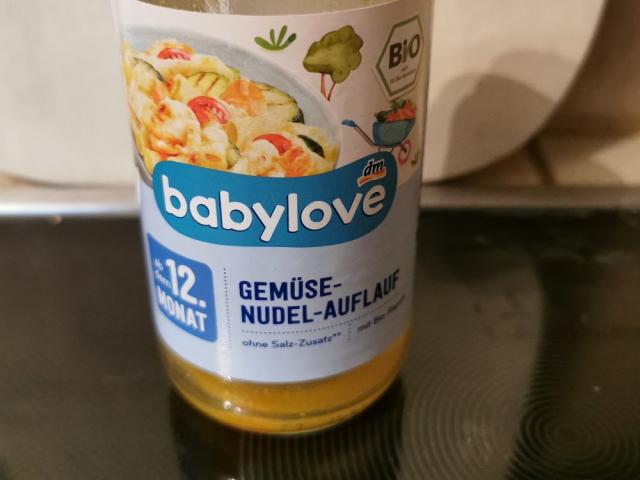 BiO
dm
babylove
ab dem
12.
MONAT
GEMÜSE-
NUDEL-AUFLAUF
ohne Salz-Zusatz**
mit Bio